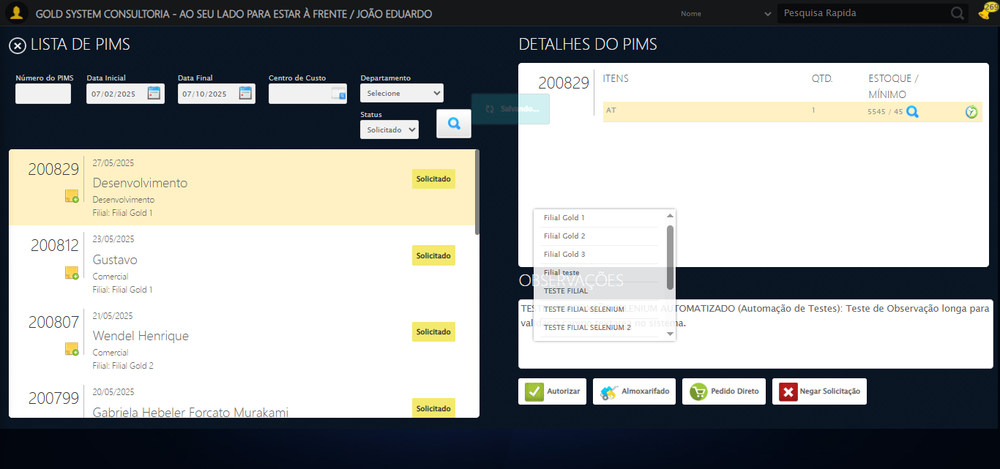 GOLD SYSTEM CONSULTORIA - AO SEU LADO PARA ESTAR À FRENTE / JOÃO EDUARDO
Nome
Pesquisa Rapida
269
LISTA DE PIMS
Número do PIMS
Data Inicial
Data Final
Centro de Custo
Departamento
07/02/2025
07/10/2025
Selecione
Status
Solicitado
Salvando...
200829
27/05/2025
Desenvolvimento
Desenvolvimento
Filial: Filial Gold 1
Solicitado
200812
23/05/2025
Gustavo
Comercial
Filial: Filial Gold 1
Solicitado
200807
21/05/2025
Wendel Henrique
Comercial
Filial: Filial Gold 2
Solicitado
200799
20/05/2025
Gabriela Hebeler Forcato Murakami
Solicitado
DETALHES DO PIMS
200829
ITENS
QTD.
ESTOQUE /
MÍNIMO
AT
1
5545 / 45
Filial Gold 1
Filial Gold 2
Filial Gold 3
Filial teste
TESTE FILIAL
TESTE FILIAL SELENIUM
TESTE FILIAL SELENIUM 2
OBSERVAÇÕES
AUTOMATIZADO (Automação de Testes): Teste de Observação longa para
no sistema.
Autorizar
Almoxarifado
Pedido Direto
Negar Solicitação